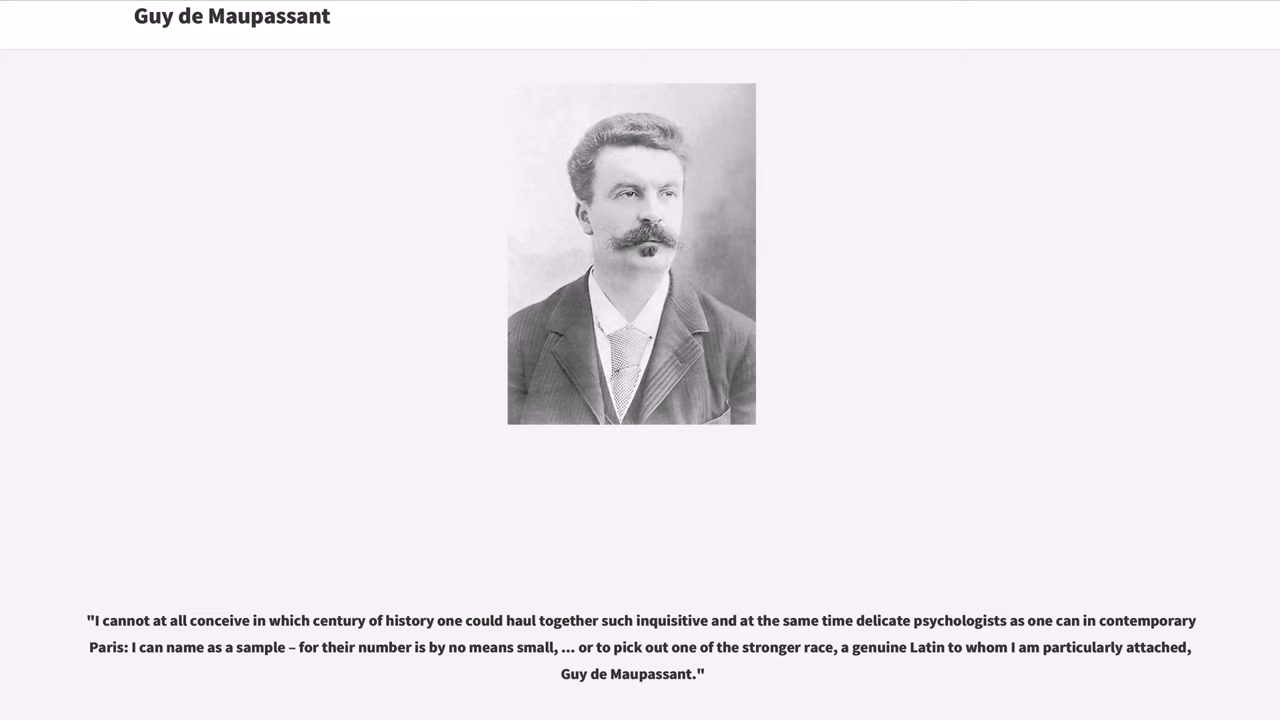 Guy de Maupassant
"I cannot at all conceive in which century of history one could haul together such inquisitive and at the same time delicate psychologists as one can in contemporary
Paris: I can name as a sample – for their number is by no means small, ... or to pick out one of the stronger race, a genuine Latin to whom I am particularly attached,
Guy de Maupassant."